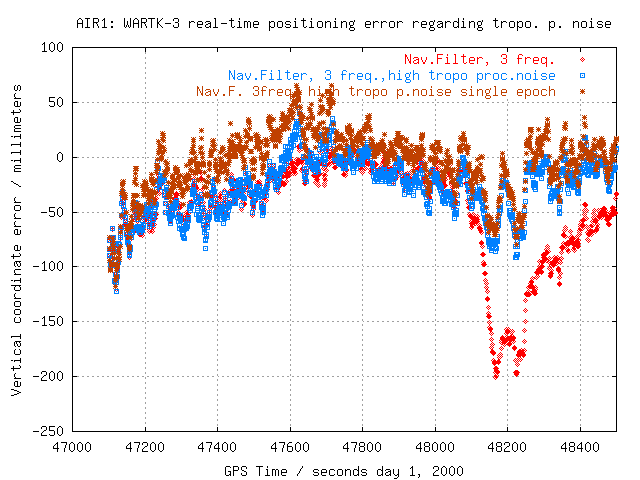 AIR1: WARTK-3 real-time positioning error regarding tropo. p. noise
Nav.Filter, 3 freq.
Nav.Filter, 3 freq.,high tropo proc.noise
Nav.F. 3freq., high tropo p.noise single epoch
Vertical coordinate error / millimeters
100
50
0
-50
-100
-150
-200
-250
47000 47200 47400 47600 47800 48000 48200 48400
GPS Time / seconds day 1, 2000